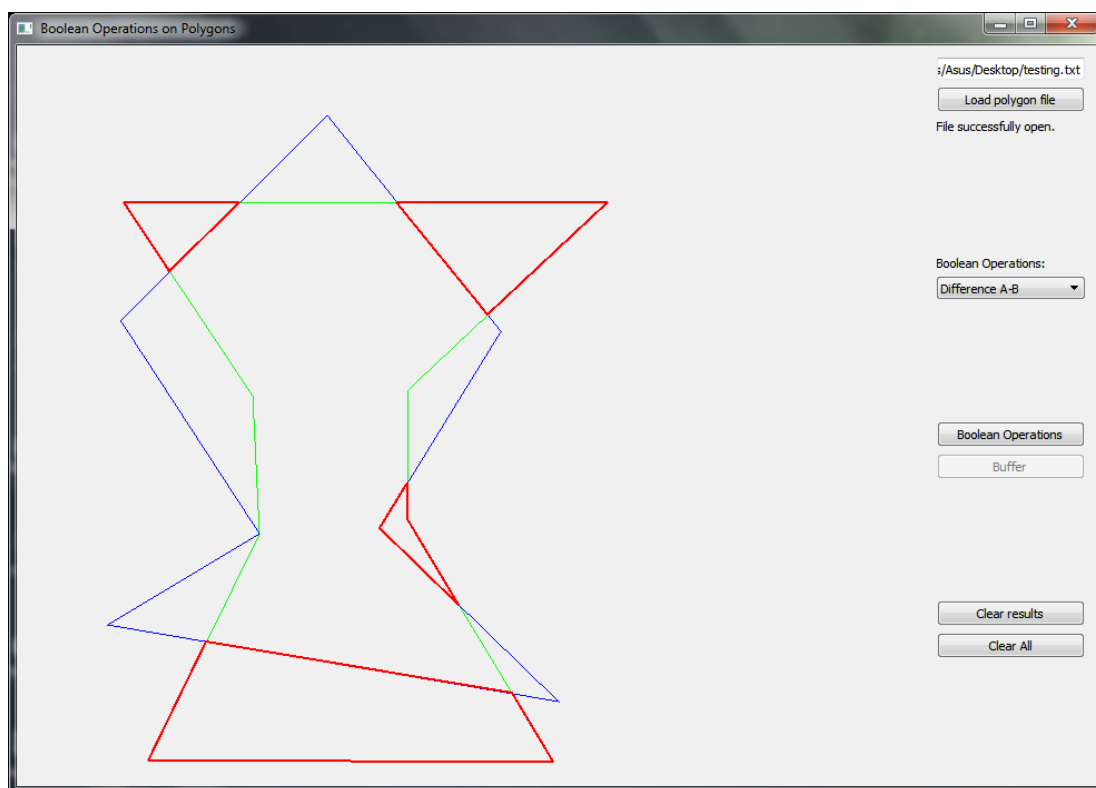 Boolean Operations on Polygons
s/Asus/Desktop/testing.txt
Load polygon file
File successfully open.
Boolean Operations:
Difference A-B
Boolean Operations
Buffer
Clear results
Clear All